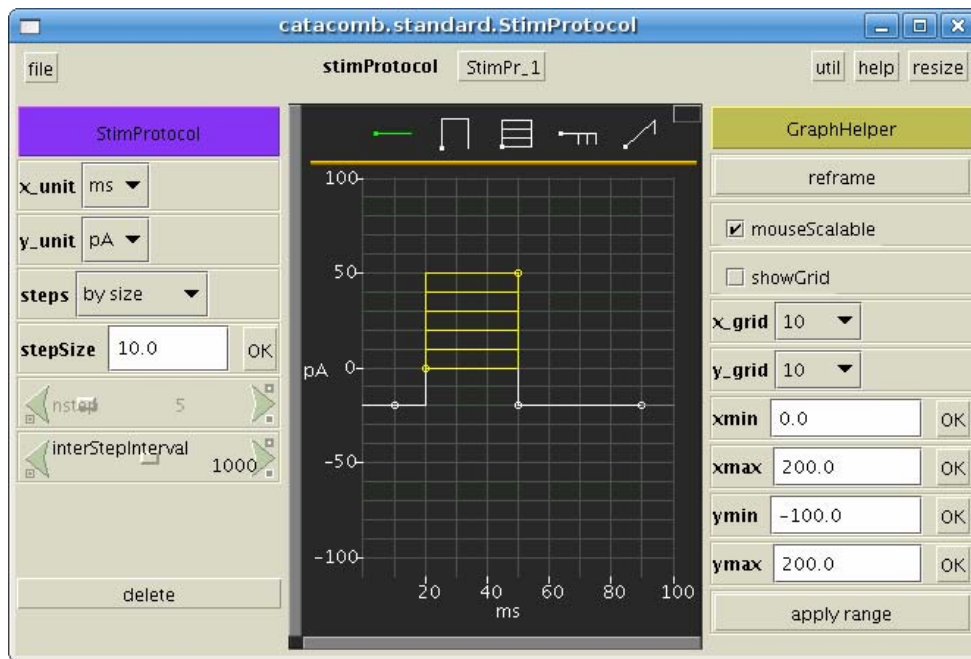 catacomb.standard.StimProtocol
file stimProtocol StimPr_1 util help resize
StimProtocol
x_unit ms
y_unit pA
steps by size
stepSize 10.0 OK
nstep 5
interStepInterval
1000
delete
100
50
pA 0
-50
-100
20 40 60 80 100
ms
GraphHelper
reframe
mouseScalable
showGrid
x_grid 10
y_grid 10
xmin 0.0 OK
xmax 200.0 OK
ymin -100.0 OK
ymax 200.0 OK
apply range